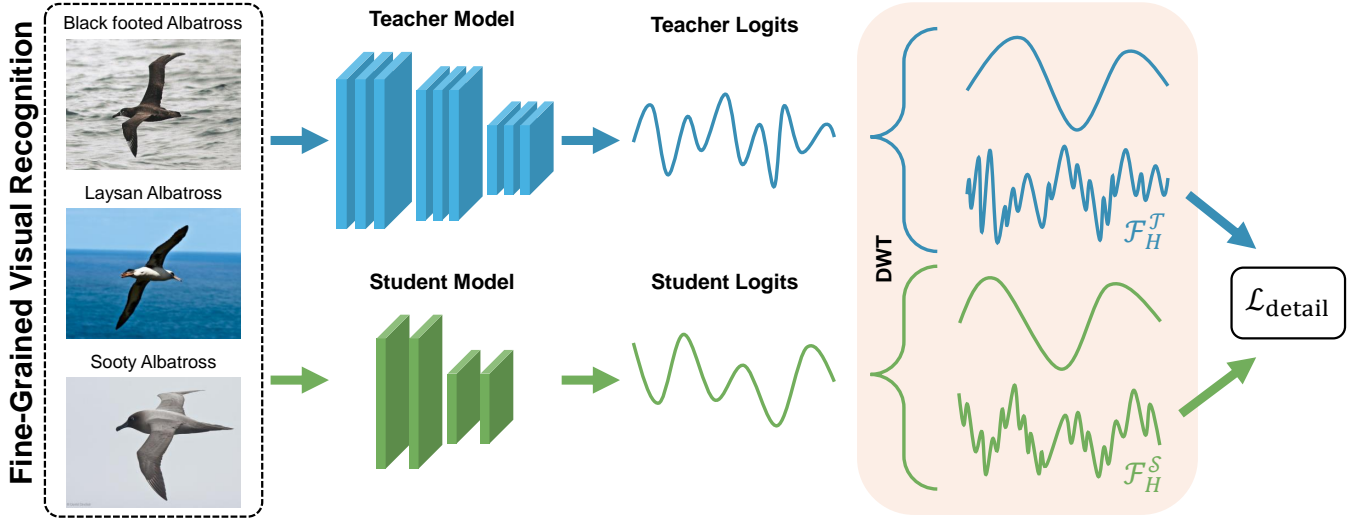 Fine-Grained Visual Recognition
Black footed Albatross
Laysan Albatross
Sooty Albatross
Teacher Model
Student Model
Teacher Logits
Student Logits
DWT
ℱ_H^𝒯
ℱ_H^𝒮
ℒ_detail